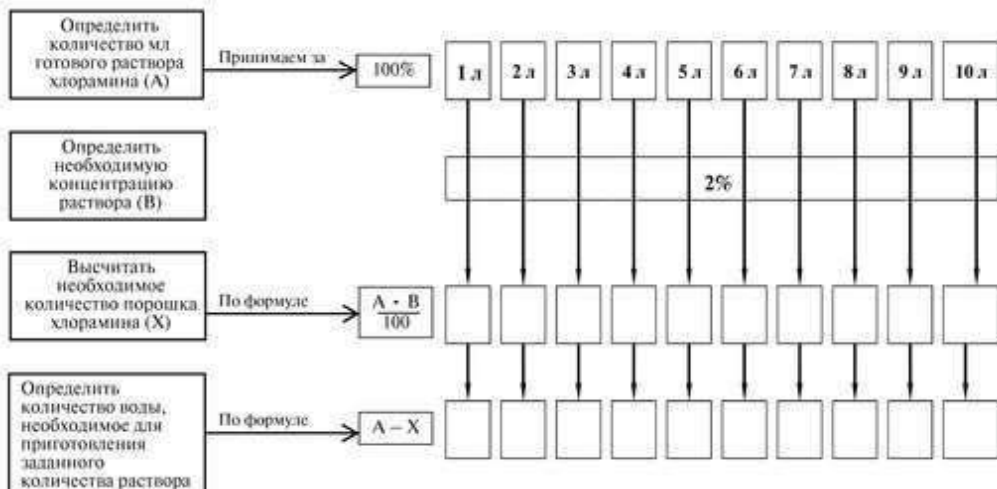 Определить
количество мл
готового раствора
хлорамина (А)
Принимаем за
100%
1 л
2 л
3 л
4 л
5 л
6 л
7 л
8 л
9 л
10 л
Определить
необходимую
концентрацию
раствора (В)
2%
Высчитать
необходимое
количество порошка
хлорамина (Х)
По формуле
А · В
100
Определить
количество воды,
необходимое для
приготовления
заданного
количества раствора
По формуле
А – Х